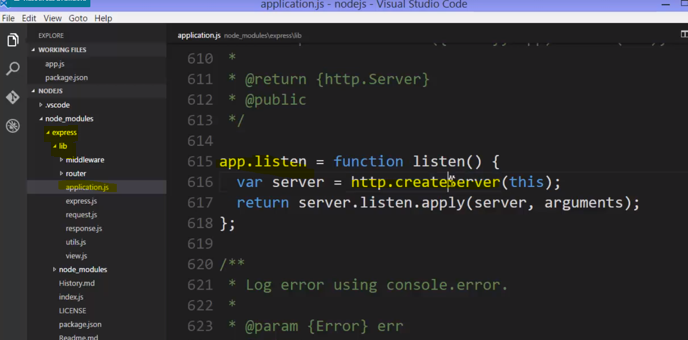 application.js - nodejs - Visual Studio Code
File Edit View Goto Help
EXPLORE
WORKING FILES
app.js
package.json
NODEJS
.vscode
node_modules
express
lib
middleware
router
application.js
express.js
request.js
response.js
utils.js
view.js
node_modules
History.md
index.js
LICENSE
package.json
Readme.md
application.js node_modules\express\lib
610 *
611 * @return {http.Server}
612 * @public
613 */
614
615 app.listen = function listen() {
616 var server = http.createServer(this);
617 return server.listen.apply(server, arguments);
618 };
619
620 /**
621 * Log error using console.error.
622 *
623 * @param {Error} err